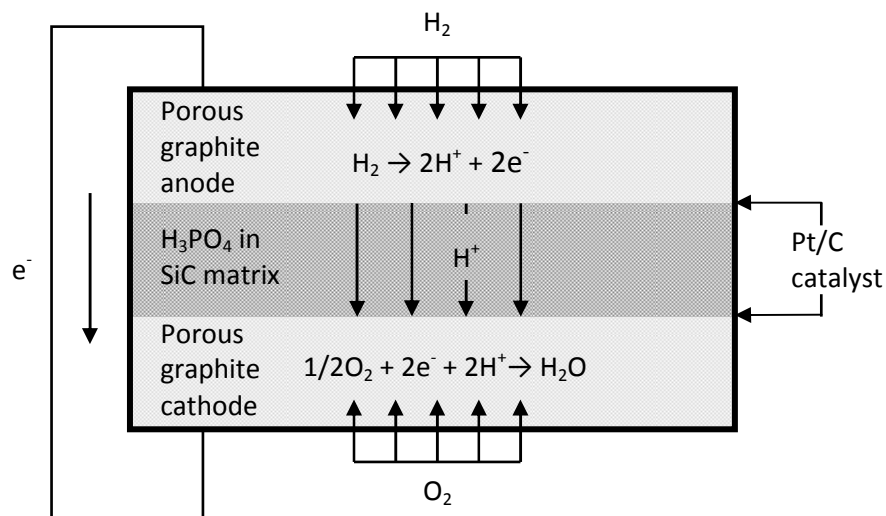 H₂
Porous
graphite
anode
H₂ → 2H⁺ + 2e⁻
H₃PO₄ in
SiC matrix
H⁺
Pt/C
catalyst
e⁻
Porous
graphite
cathode
1/2O₂ + 2e⁻ + 2H⁺→ H₂O
O₂